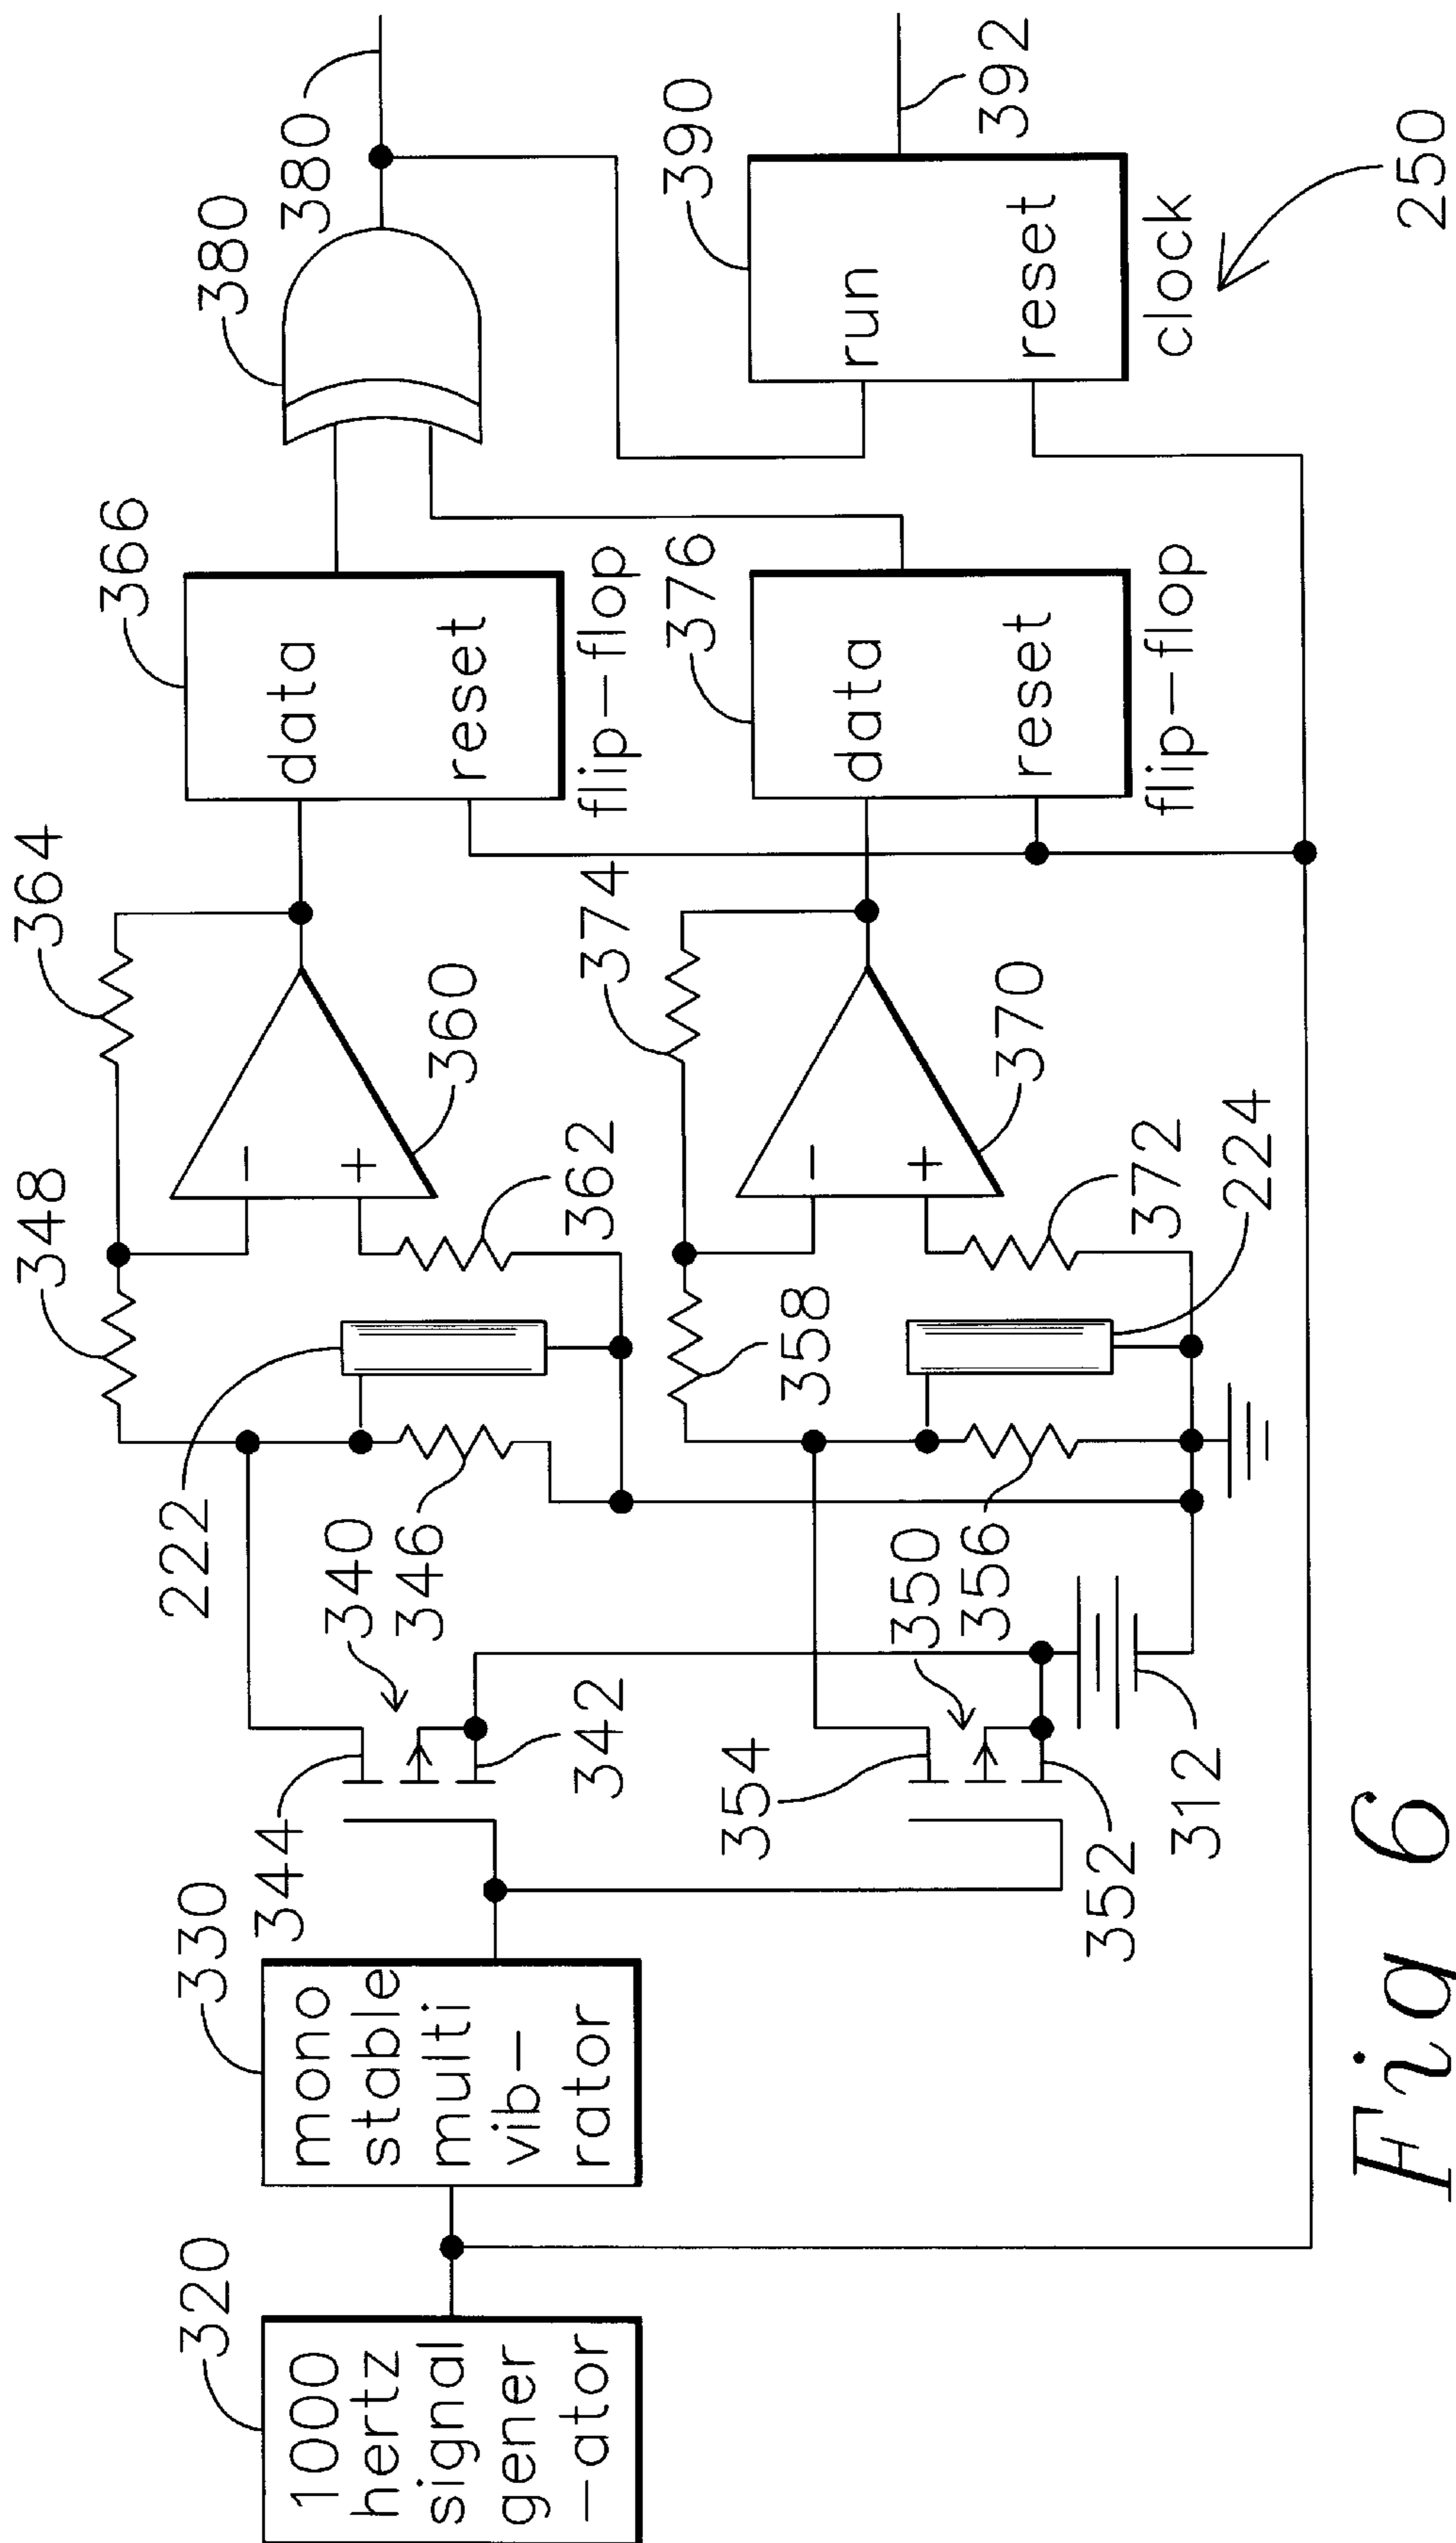 320
1000
hertz
signal
gener
-ator
330
mono
stable
multi
vib-
rator
344
340
342
346
222
348
364
360
-
+
362
366
data
reset
flip-flop
380
380
354
350
352
356
312
358
374
370
-
+
372
224
376
data
reset
flip-flop
390
run
reset
clock
392
250
Fig 6